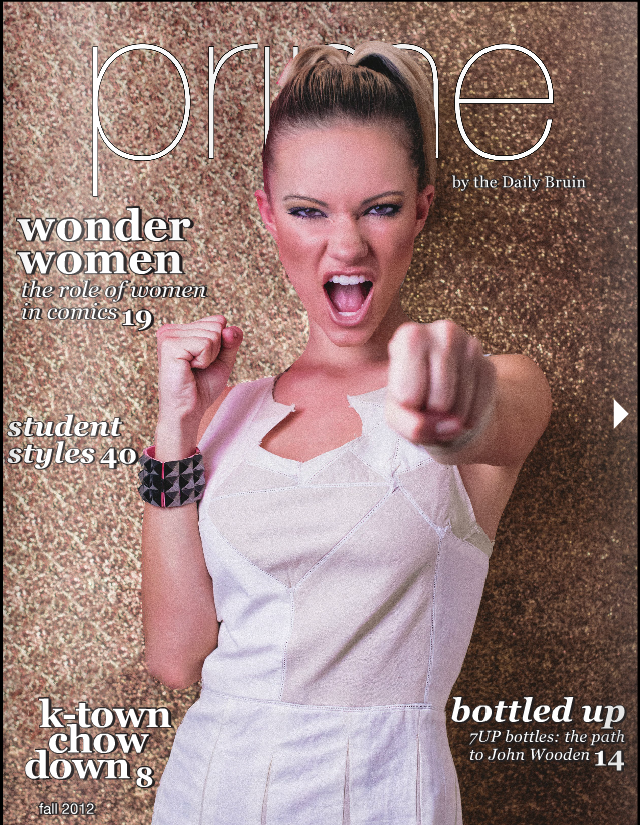 prime
by the Daily Bruin
wonder
women
the role of women
in comics 19
student
styles 40
k-town
chow
down 8
bottled up
7UP bottles: the path
to John Wooden 14
fall 2012